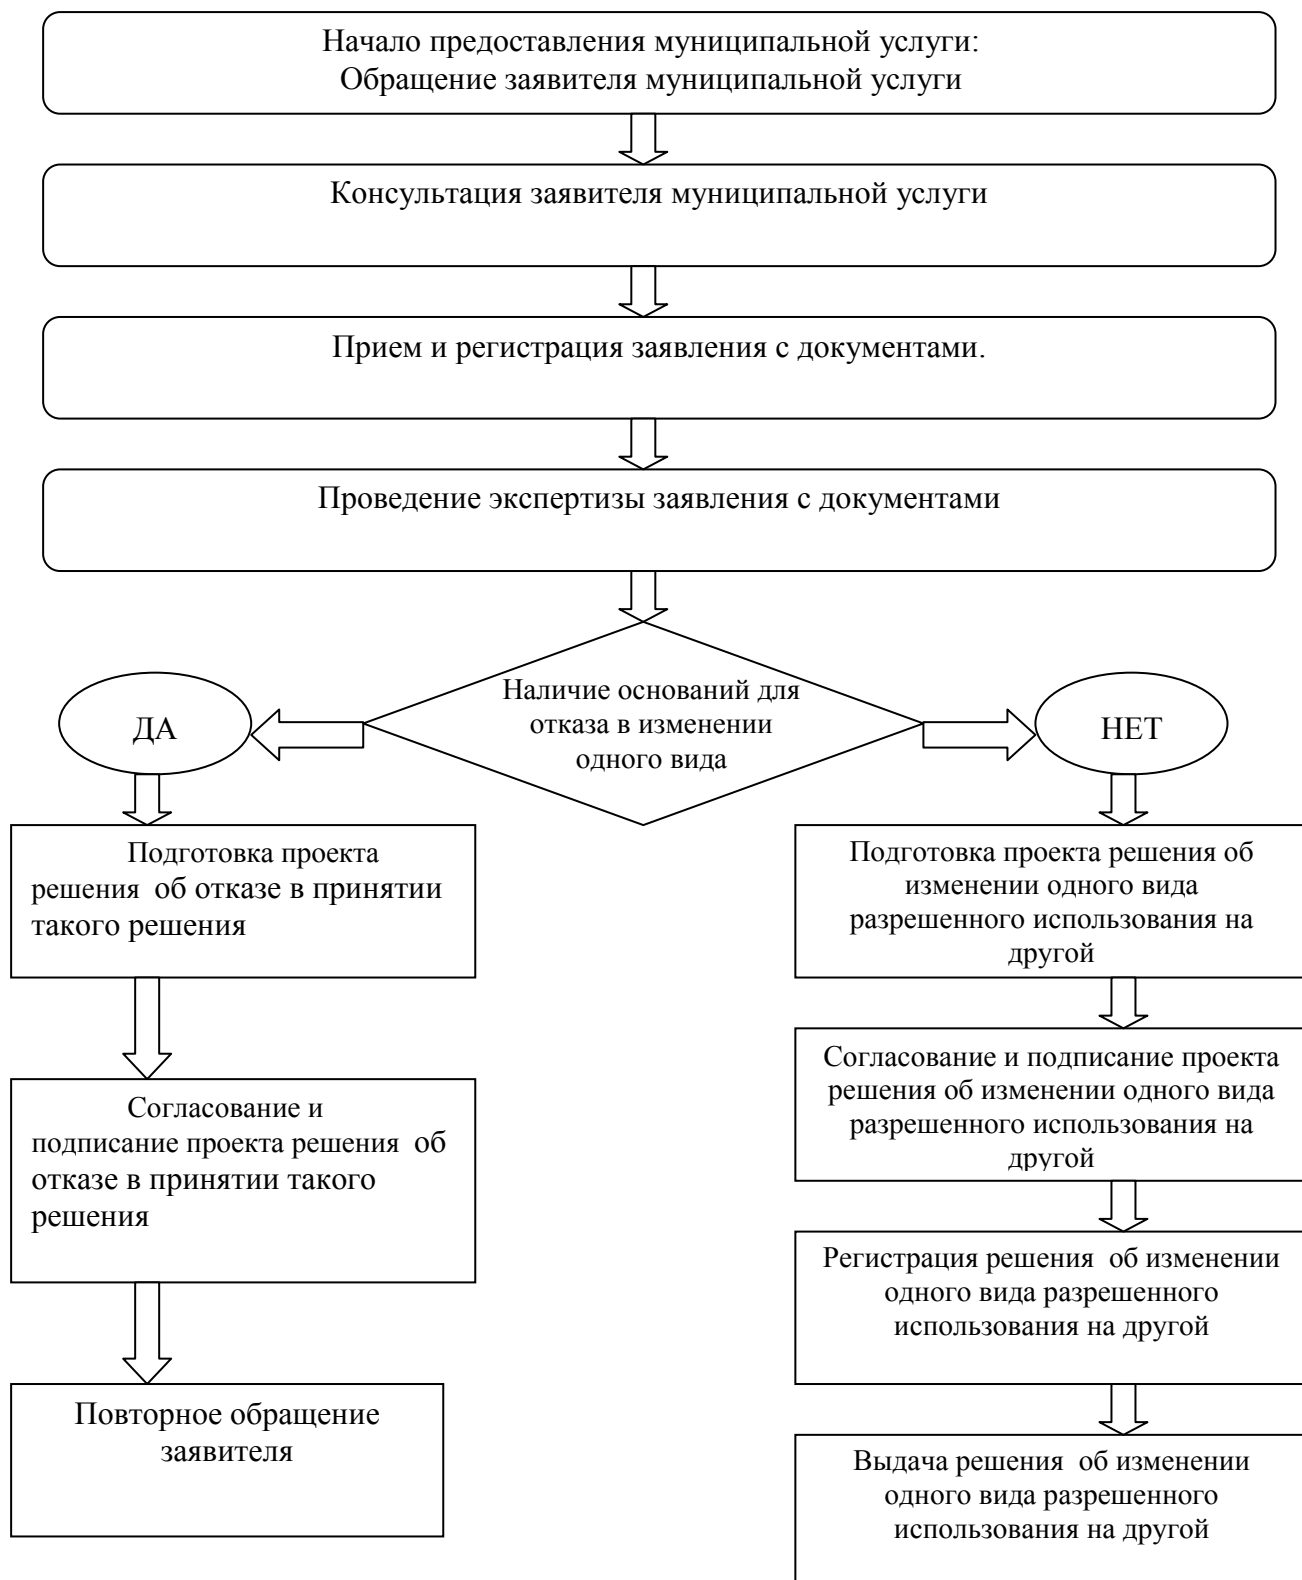 Начало предоставления муниципальной услуги:
Обращение заявителя муниципальной услуги
Консультация заявителя муниципальной услуги
Прием и регистрация заявления с документами.
Проведение экспертизы заявления с документами
Наличие оснований для
отказа в изменении
одного вида
ДА
НЕТ
Подготовка проекта
решения об отказе в принятии
такого решения
Согласование и
подписание проекта решения об
отказе в принятии такого
решения
Повторное обращение
заявителя
Подготовка проекта решения об
изменении одного вида
разрешенного использования на
другой
Согласование и подписание проекта
решения об изменении одного вида
разрешенного использования на
другой
Регистрация решения об изменении
одного вида разрешенного
использования на другой
Выдача решения об изменении
одного вида разрешенного
использования на другой